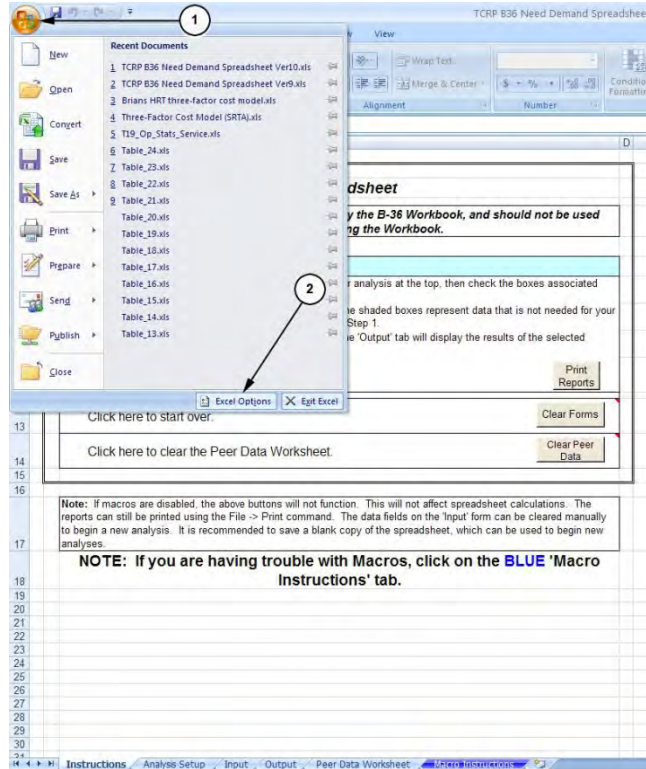 TCRP B36 Need Demand Spreadshee
1
View
New
Open
Convert
Save
Save As
Print
Prepare
Send
Publish
Close
Recent Documents
1 TCRP B36 Need Demand Spreadsheet Ver10.xls
2 TCRP B36 Need Demand Spreadsheet Ver9.xls
3 Brians HRT three-factor cost model.xls
4 Three-Factor Cost Model (SRTA).xls
5 T19_Op_Stats_Service.xls
6 Table_24.xls
7 Table_23.xls
8 Table_22.xls
9 Table_21.xls
Table_20.xls
Table_19.xls
Table_18.xls
Table_17.xls
Table_16.xls
Table_15.xls
Table_14.xls
Table_13.xls
2
Excel Options
Exit Excel
Wrap Text
Merge & Center
$ % ,
Conditio
Formattin
Alignment
Number
D
dsheet
y the B-36 Workbook, and should not be used
ng the Workbook.
r analysis at the top, then check the boxes associated
e shaded boxes represent data that is not needed for your
Step 1.
e 'Output' tab will display the results of the selected
Print
Reports
13
Click here to start over.
Clear Forms
14
Click here to clear the Peer Data Worksheet.
Clear Peer
Data
15
16
17
Note: If macros are disabled, the above buttons will not function. This will not affect spreadsheet calculations. The
reports can still be printed using the File -> Print command. The data fields on the 'Input' form can be cleared manually
to begin a new analysis. It is recommended to save a blank copy of the spreadsheet, which can be used to begin new
analyses.
18
NOTE: If you are having trouble with Macros, click on the BLUE 'Macro
Instructions' tab.
19
20
21
22
23
24
25
26
27
28
29
30
Instructions
Analysis Setup
Input
Output
Peer Data Worksheet
Macro Instructions